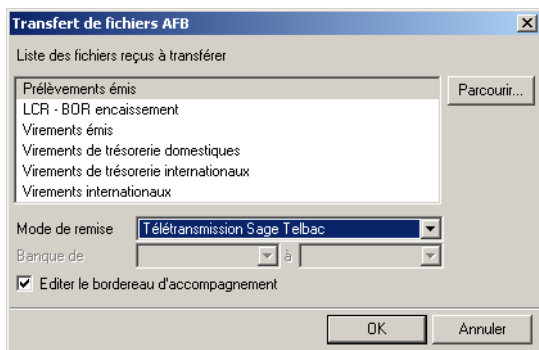 Transfert de fichiers AFB
Liste des fichiers reçus à transférer
Prélèvements émis
Parcourir...
LCR - BOR encaissement
Virements émis
Virements de trésorerie domestiques
Virements de trésorerie internationaux
Virements internationaux
Mode de remise Télétransmission Sage Telbac
Banque de à
Editer le bordereau d'accompagnement
OK Annuler